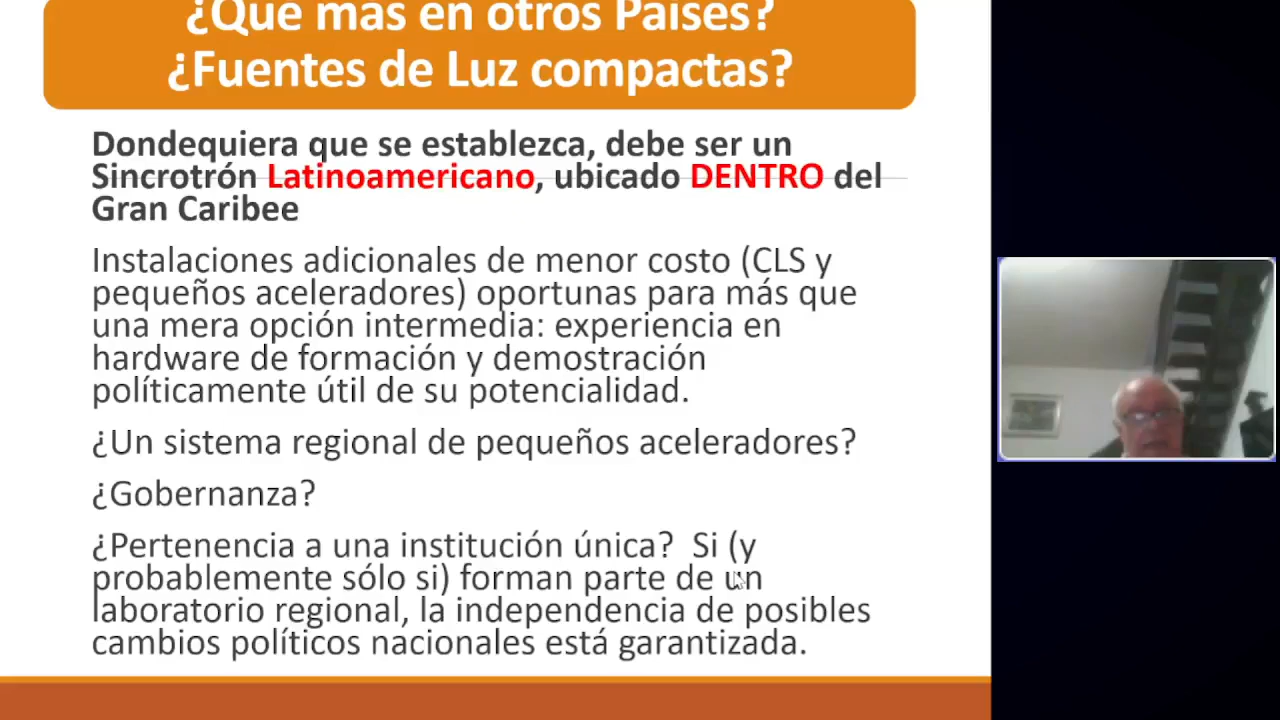 ¿Qué más en otros Países?
¿Fuentes de Luz compactas?
Dondequiera que se establezca, debe ser un
Sincrotrón Latinoamericano, ubicado DENTRO del
Gran Caribee
Instalaciones adicionales de menor costo (CLS y
pequeños aceleradores) oportunas para más que
una mera opción intermedia: experiencia en
hardware de formación y demostración
políticamente útil de su potencialidad.
¿Un sistema regional de pequeños aceleradores?
¿Gobernanza?
¿Pertenencia a una institución única?  Si (y
probablemente sólo si) forman parte de un
laboratorio regional, la independencia de posibles
cambios políticos nacionales está garantizada.